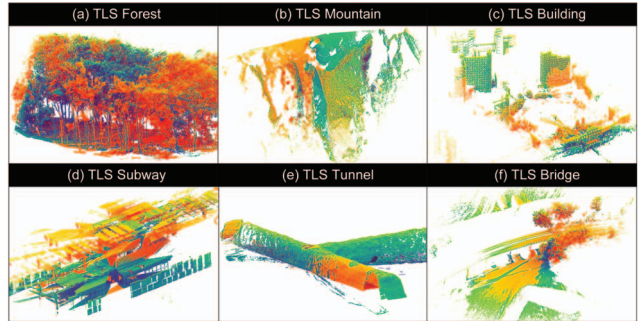 (a) TLS Forest
(b) TLS Mountain
(c) TLS Building
(d) TLS Subway
(e) TLS Tunnel
(f) TLS Bridge